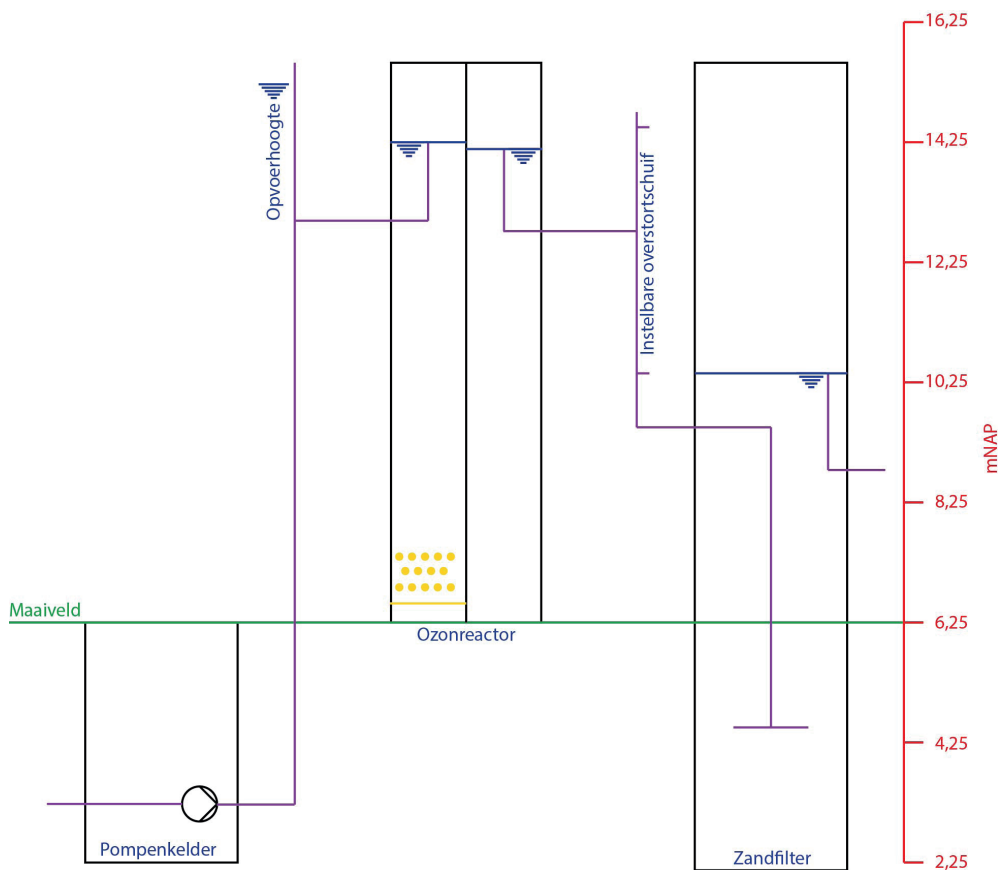 16,25
Opvoerhoogte
14,25
Instelbare overstortschuif
12,25
10,25
mNAP
8,25
Maaiveld
6,25
Ozonreactor
4,25
Pompenkelder
Zandfilter
2,25